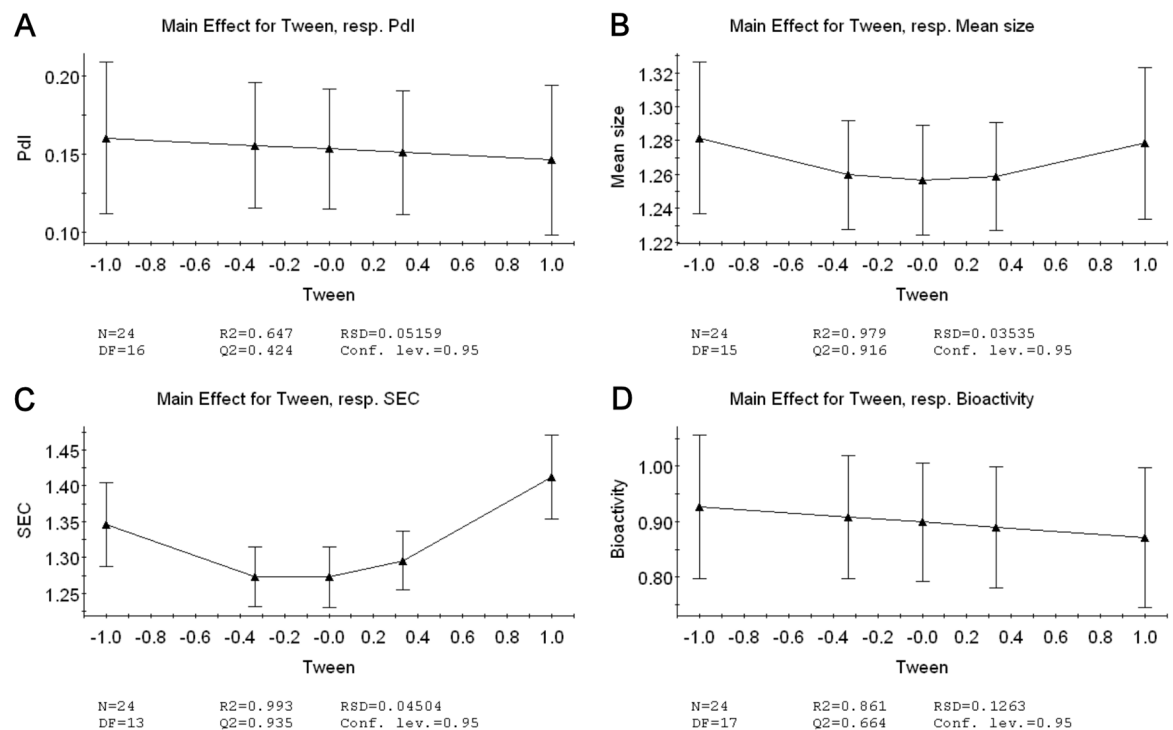 A
Main Effect for Tween, resp. PdI
PdI
0.20
0.15
0.10
-1.0 -0.8 -0.6 -0.4 -0.2 -0.0 0.2 0.4 0.6 0.8 1.0
Tween
N=24 R2=0.647 RSD=0.05159
DF=16 Q2=0.424 Conf. lev.=0.95
B
Main Effect for Tween, resp. Mean size
Mean size
1.32
1.30
1.28
1.26
1.24
1.22
-1.0 -0.8 -0.6 -0.4 -0.2 -0.0 0.2 0.4 0.6 0.8 1.0
Tween
N=24 R2=0.979 RSD=0.03535
DF=15 Q2=0.916 Conf. lev.=0.95
C
Main Effect for Tween, resp. SEC
SEC
1.45
1.40
1.35
1.30
1.25
-1.0 -0.8 -0.6 -0.4 -0.2 -0.0 0.2 0.4 0.6 0.8 1.0
Tween
N=24 R2=0.993 RSD=0.04504
DF=13 Q2=0.935 Conf. lev.=0.95
D
Main Effect for Tween, resp. Bioactivity
Bioactivity
1.00
0.90
0.80
-1.0 -0.8 -0.6 -0.4 -0.2 -0.0 0.2 0.4 0.6 0.8 1.0
Tween
N=24 R2=0.861 RSD=0.1263
DF=17 Q2=0.664 Conf. lev.=0.95